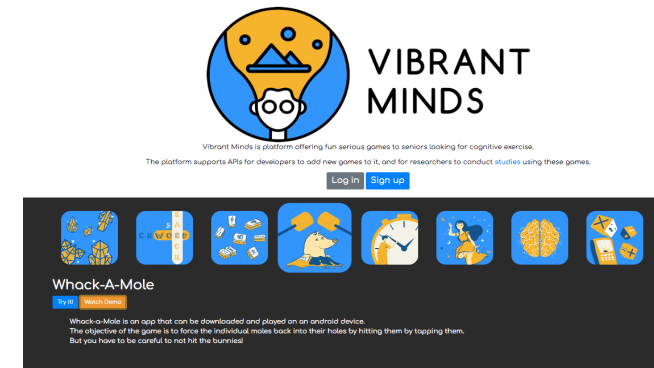 VIBRANT
MINDS
Vibrant Minds is platform offering fun serious games to seniors looking for cognitive exercise.
The platform supports APIs for developers to add new games to it, and for researchers to conduct studies using these games.
Log in Sign up
Whack-A-Mole
Try it! Watch Demo
Whack-a-Mole is an app that can be downloaded and played on an android device.
The objective of the game is to force the individual moles back into their holes by hitting them by tapping them.
But you have to be careful to not hit the bunnies!